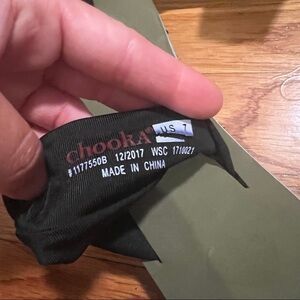 chooka US 7
#1177550B 12/2017 WSC 1710021
MADE IN CHINA